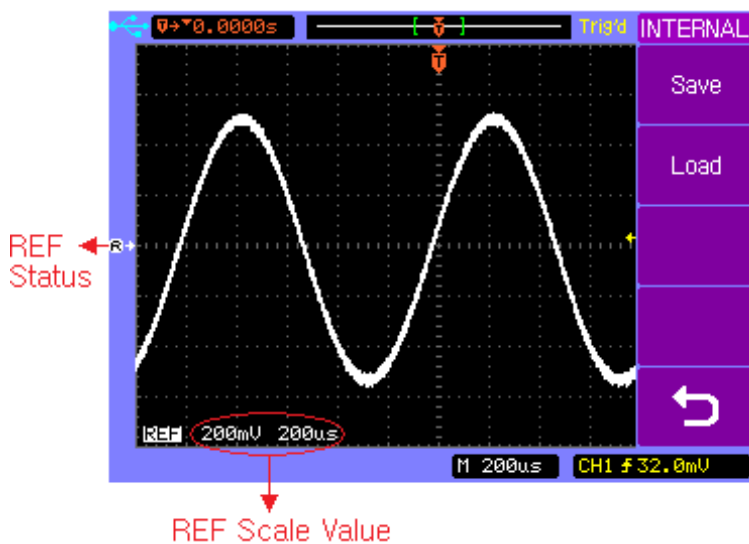 T→▼0.0000s
[ T ]
Trig'd
INTERNAL
T
Save
Load
REF
Status
R
REF 200mV 200us
M 200us
CH1 32.0mV
REF Scale Value